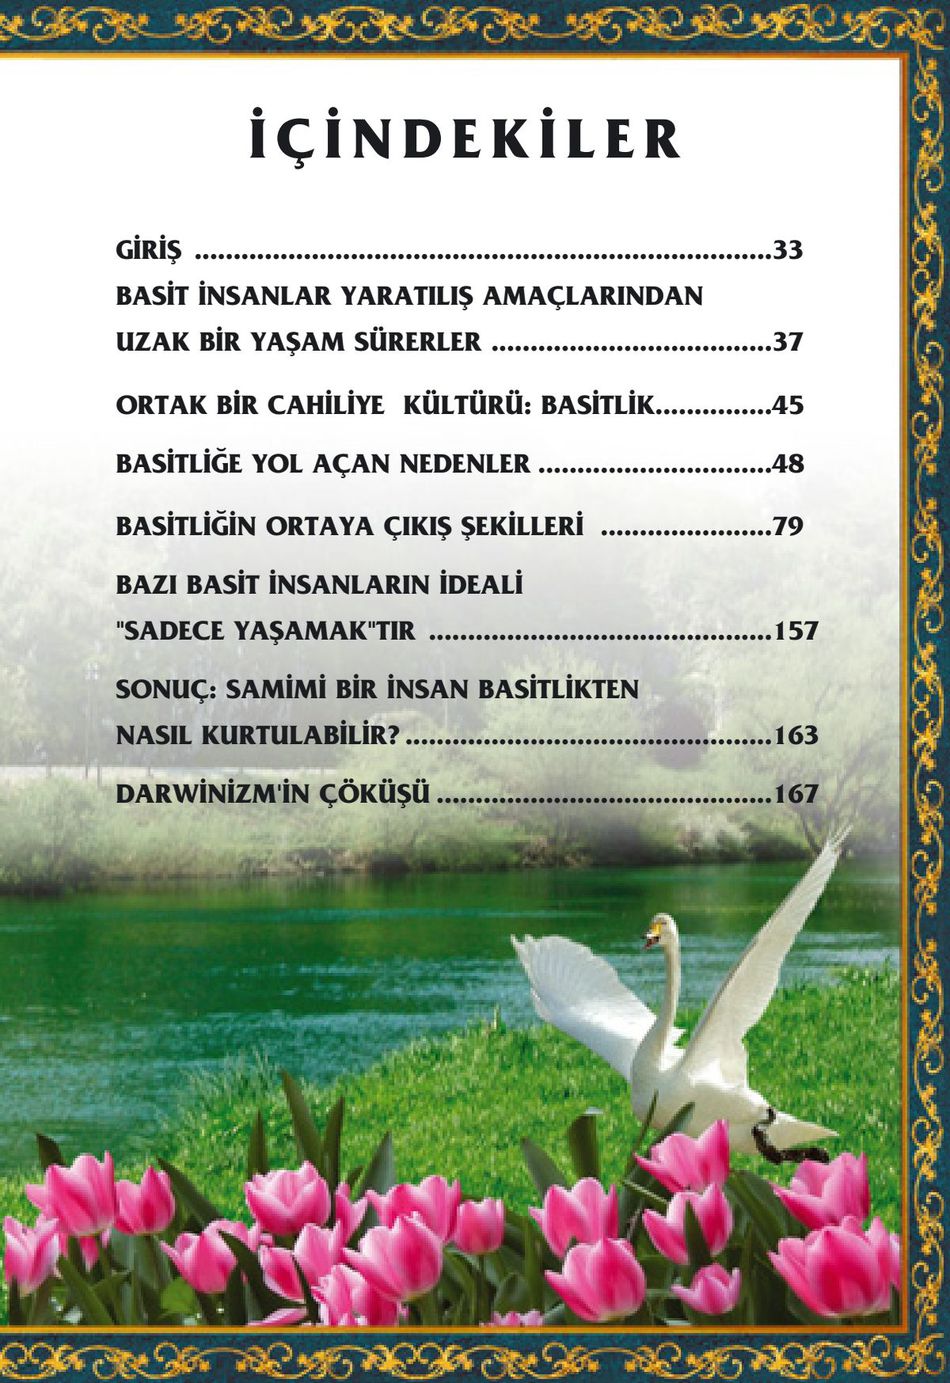 İÇİNDEKİLER
GİRİŞ ..........................................................................33
BASİT İNSANLAR YARATILIŞ AMAÇLARINDAN
UZAK BİR YAŞAM SÜRERLER ....................................37
ORTAK BİR CAHİLİYE KÜLTÜRÜ: BASİTLİK...............45
BASİTLİĞE YOL AÇAN NEDENLER ..............................48
BASİTLİĞİN ORTAYA ÇIKIŞ ŞEKİLLERİ ......................79
BAZI BASİT İNSANLARIN İDEALİ
"SADECE YAŞAMAK"TIR ............................................157
SONUÇ: SAMİMİ BİR İNSAN BASİTLİKTEN
NASIL KURTULABİLİR? ...............................................163
DARWİNİZM'İN ÇÖKÜŞÜ ...........................................167